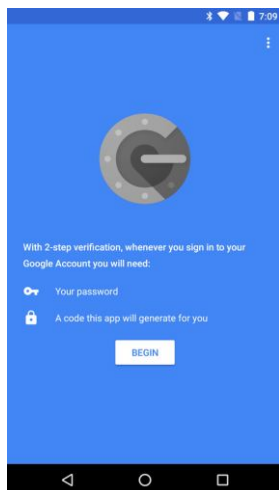 7:09
With 2-step verification, whenever you sign in to your
Google Account you will need:
Your password
A code this app will generate for you
BEGIN